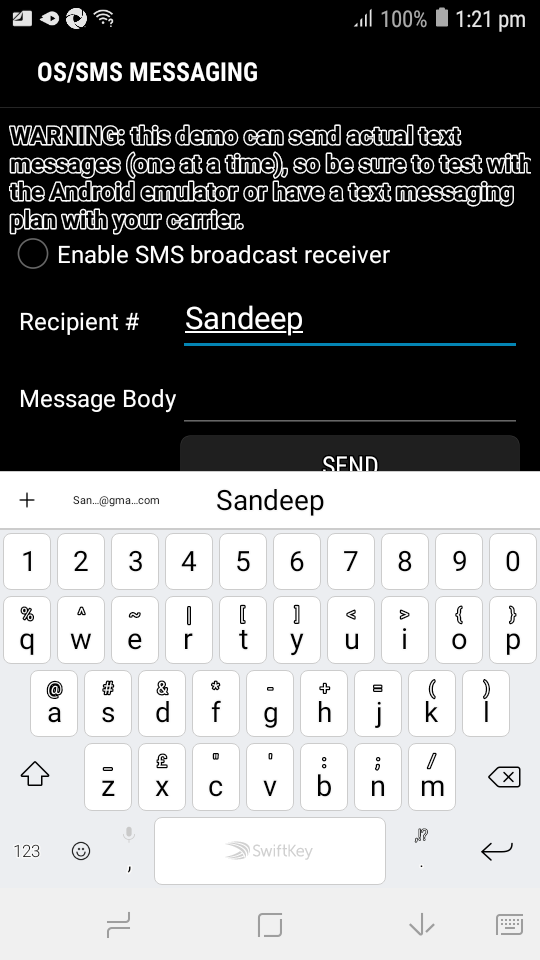 100% 1:21 pm
OS/SMS MESSAGING
WARNING: this demo can send actual text
messages (one at a time), so be sure to test with
the Android emulator or have a text messaging
plan with your carrier.
Enable SMS broadcast receiver
Recipient # Sandeep
Message Body
SEND
+ San...@gma...com Sandeep
1 2 3 4 5 6 7 8 9 0
% ^ ~ | [ ] < > { }
q w e r t y u i o p
@ # & * - + = ( )
a s d f g h j k l
_ £ " ' : ; /
z x c v b n m
123 , SwiftKey ,!? .